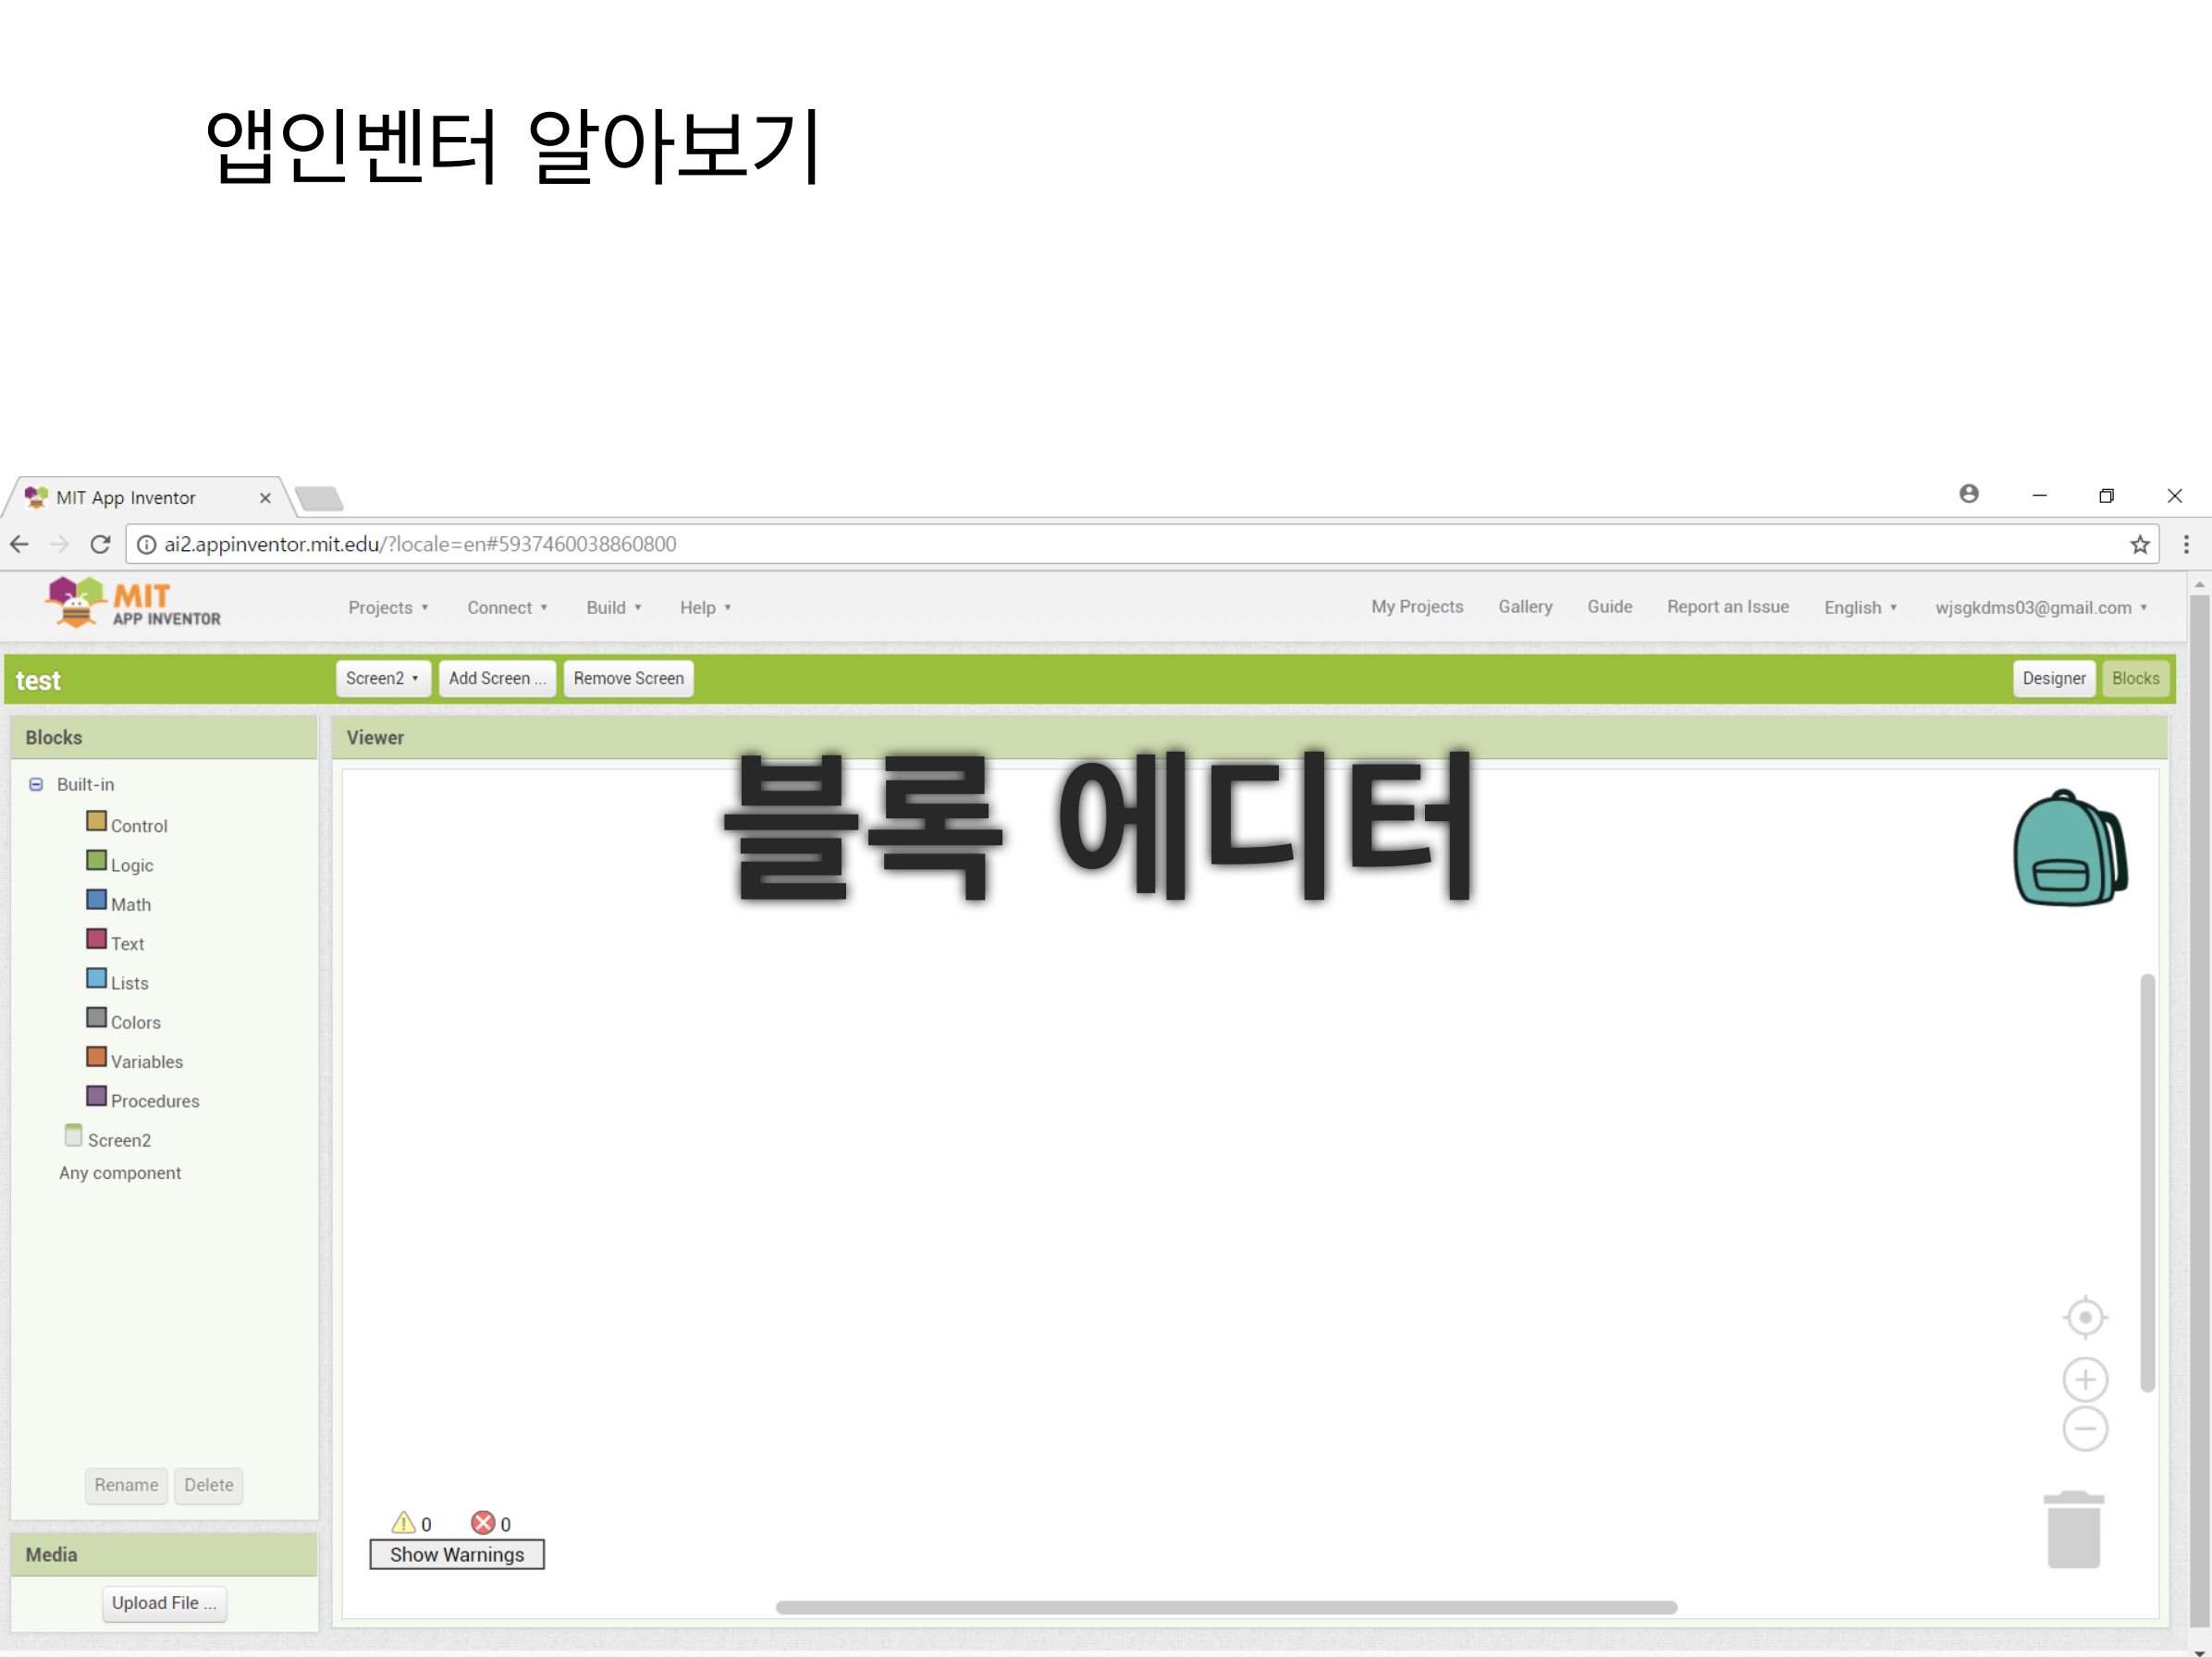 앱인벤터 알아보기
MIT App Inventor
ai2.appinventor.mit.edu/?locale=en#5937460038860800
MIT
APP INVENTOR
Projects Connect Build Help My Projects Gallery Guide Report an Issue English wjsgkdms03@gmail.com
test Screen2 Add Screen ... Remove Screen Designer Blocks
Blocks Viewer
블록 에디터
Built-in
Control
Logic
Math
Text
Lists
Colors
Variables
Procedures
Screen2
Any component
Rename Delete
0 0
Show Warnings
Media
Upload File ...